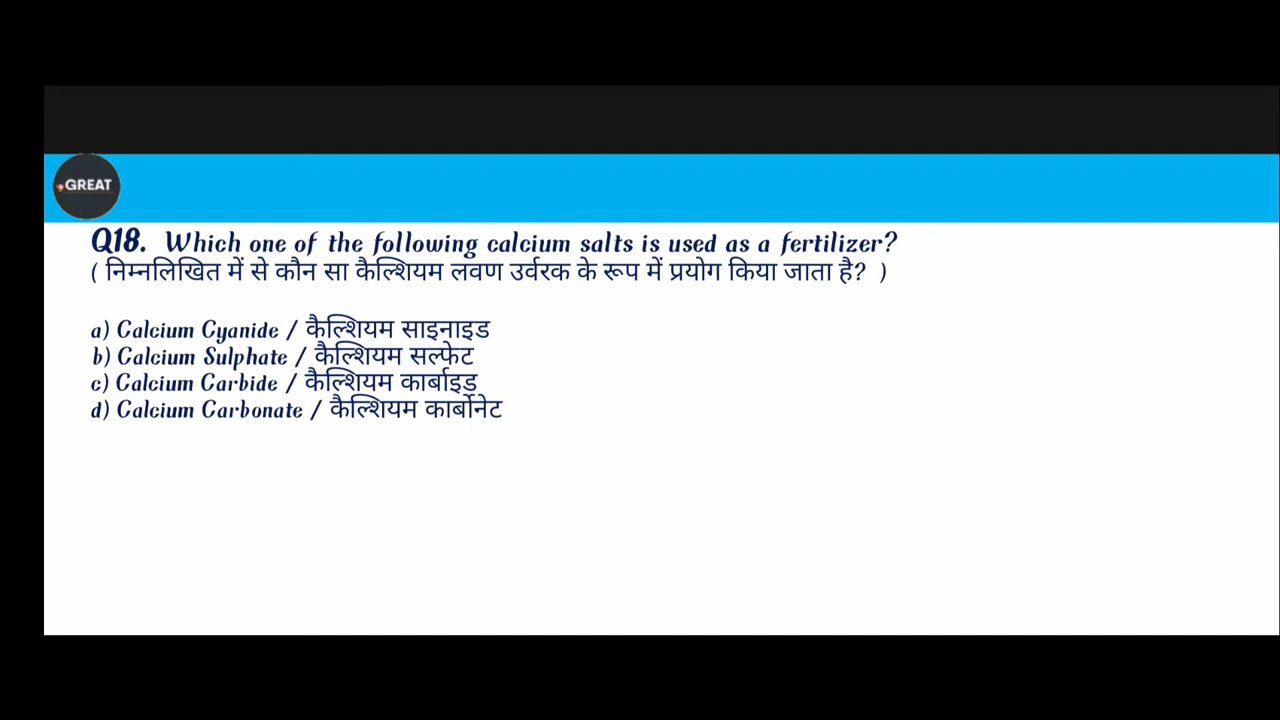 GREAT
Q18. Which one of the following calcium salts is used as a fertilizer?
( निम्नलिखित में से कौन सा कैल्शियम लवण उर्वरक के रूप में प्रयोग किया जाता है? )
a) Calcium Cyanide / कैल्शियम साइनाइड
b) Calcium Sulphate / कैल्शियम सल्फेट
c) Calcium Carbide / कैल्शियम कार्बाइड
d) Calcium Carbonate / कैल्शियम कार्बोनेट